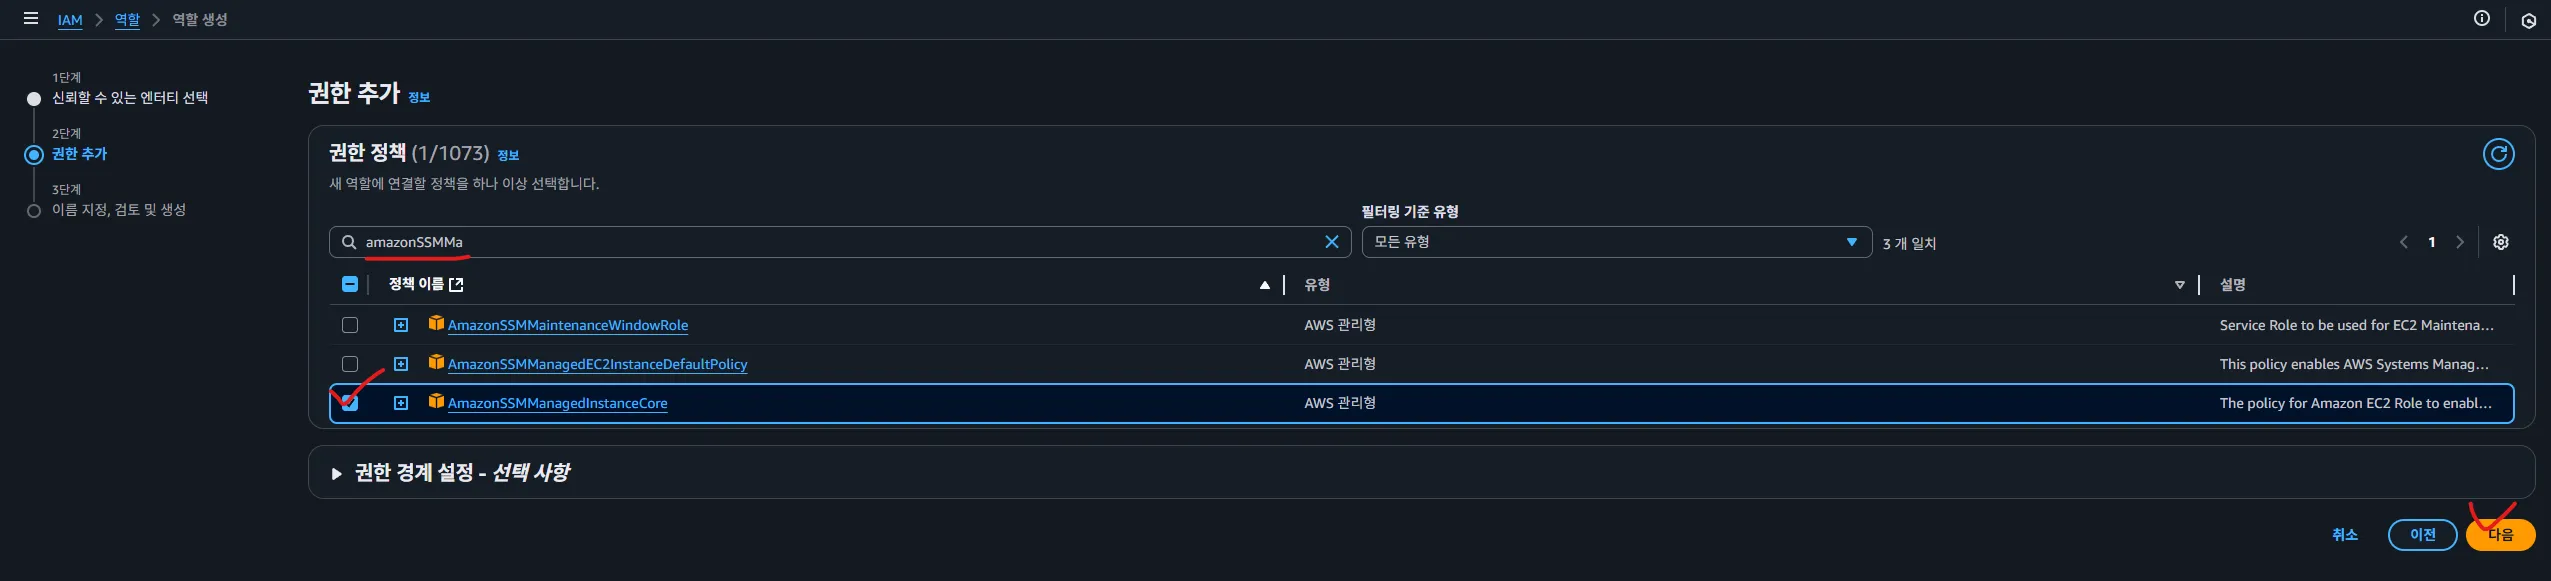 IAM > 역할 > 역할 생성
1단계
신뢰할 수 있는 엔터티 선택
2단계
권한 추가
3단계
이름 지정, 검토 및 생성
권한 추가 정보
권한 정책 (1/1073) 정보
새 역할에 연결할 정책을 하나 이상 선택합니다.
필터링 기준 유형
amazonSSMMa
모든 유형
3 개 일치
1
정책 이름
유형
설명
AmazonSSMMaintenanceWindowRole
AWS 관리형
Service Role to be used for EC2 Maintena...
AmazonSSMManagedEC2InstanceDefaultPolicy
AWS 관리형
This policy enables AWS Systems Manag...
AmazonSSMManagedInstanceCore
AWS 관리형
The policy for Amazon EC2 Role to enabl...
권한 경계 설정 - 선택 사항
취소
이전
다음